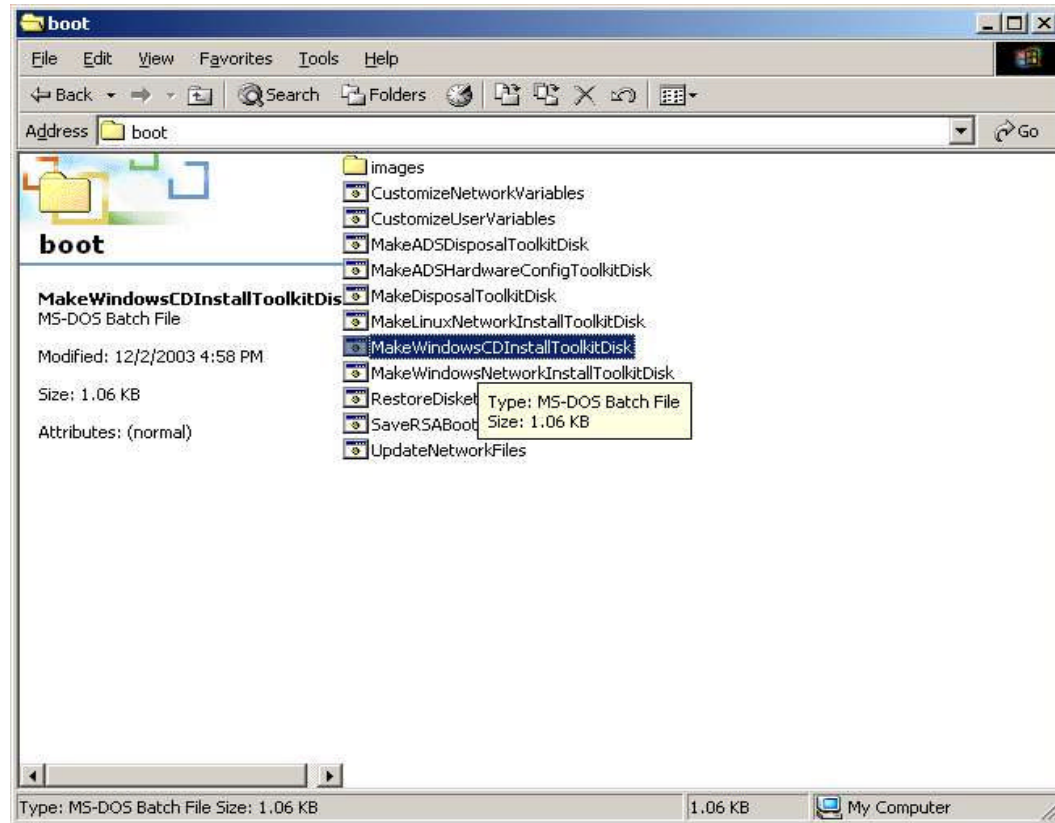 boot
File Edit View Favorites Tools Help
Back Search Folders
Address boot Go
boot
MakeWindowsCDInstallToolkitDis
MS-DOS Batch File
Modified: 12/2/2003 4:58 PM
Size: 1.06 KB
Attributes: (normal)
images
CustomizeNetworkVariables
CustomizeUserVariables
MakeADSDisposalToolkitDisk
MakeADSHardwareConfigToolkitDisk
MakeDisposalToolkitDisk
MakeLinuxNetworkInstallToolkitDisk
MakeWindowsCDInstallToolkitDisk
MakeWindowsNetworkInstallToolkitDisk
RestoreDisket
SaveRSABoot
UpdateNetworkFiles
Type: MS-DOS Batch File
Size: 1.06 KB
Type: MS-DOS Batch File Size: 1.06 KB 1.06 KB My Computer